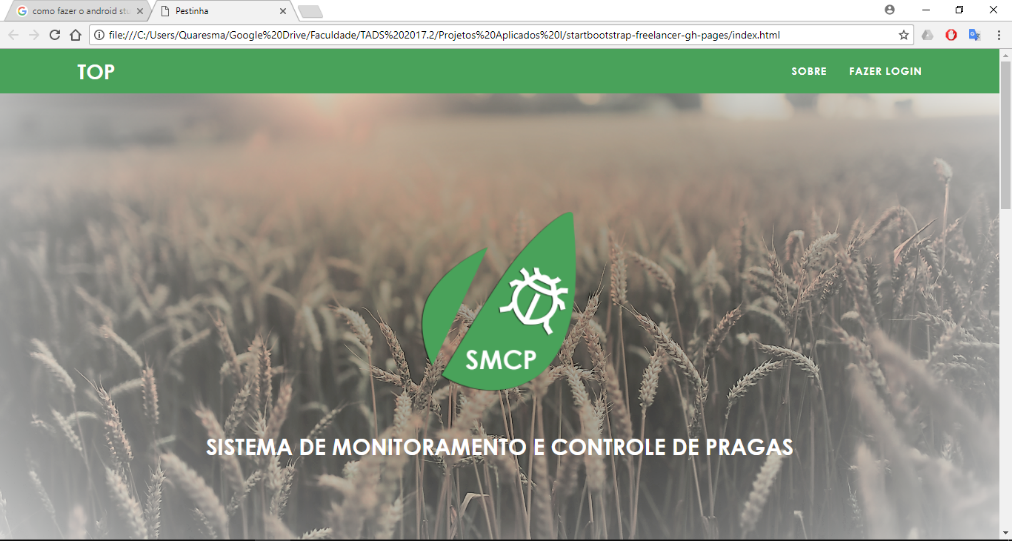 como fazer o android stu
Pestinha
file:///C:/Users/Quaresma/Google%20Drive/Faculdade/TADS%202017.2/Projetos%20Aplicados%20I/startbootstrap-freelancer-gh-pages/index.html
TOP
SOBRE
FAZER LOGIN
SMCP
SISTEMA DE MONITORAMENTO E CONTROLE DE PRAGAS